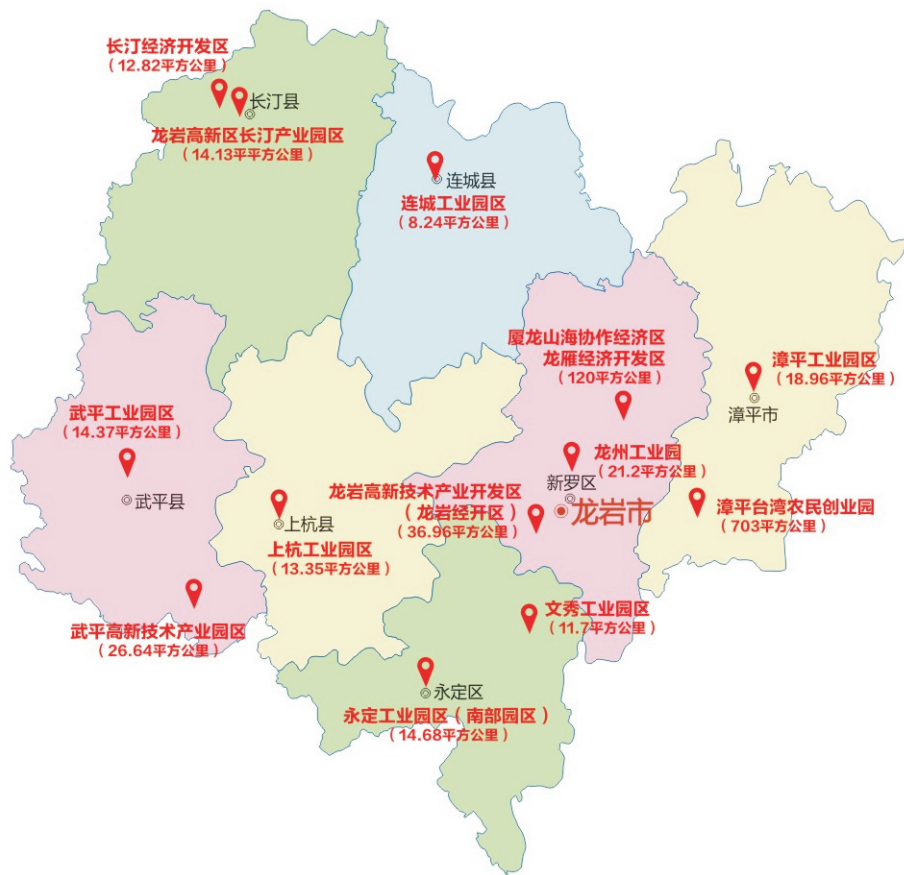 长汀经济开发区
（12.82平方公里）
长汀县
龙岩高新区长汀产业园区
（14.13平平方公里）
连城县
连城工业园区
（8.24平方公里）
厦龙山海协作经济区
龙雁经济开发区
（120平方公里）
漳平工业园区
（18.96平方公里）
漳平市
武平工业园区
（14.37平方公里）
武平县
龙州工业园
（21.2平方公里）
新罗区
龙岩市
龙岩高新技术产业开发区
（龙岩经开区）
（36.96平方公里）
漳平台湾农民创业园
（703平方公里）
上杭县
上杭工业园区
（13.35平方公里）
武平高新技术产业园区
（26.64平方公里）
文秀工业园区
（11.7平方公里）
永定区
永定工业园区（南部园区）
（14.68平方公里）